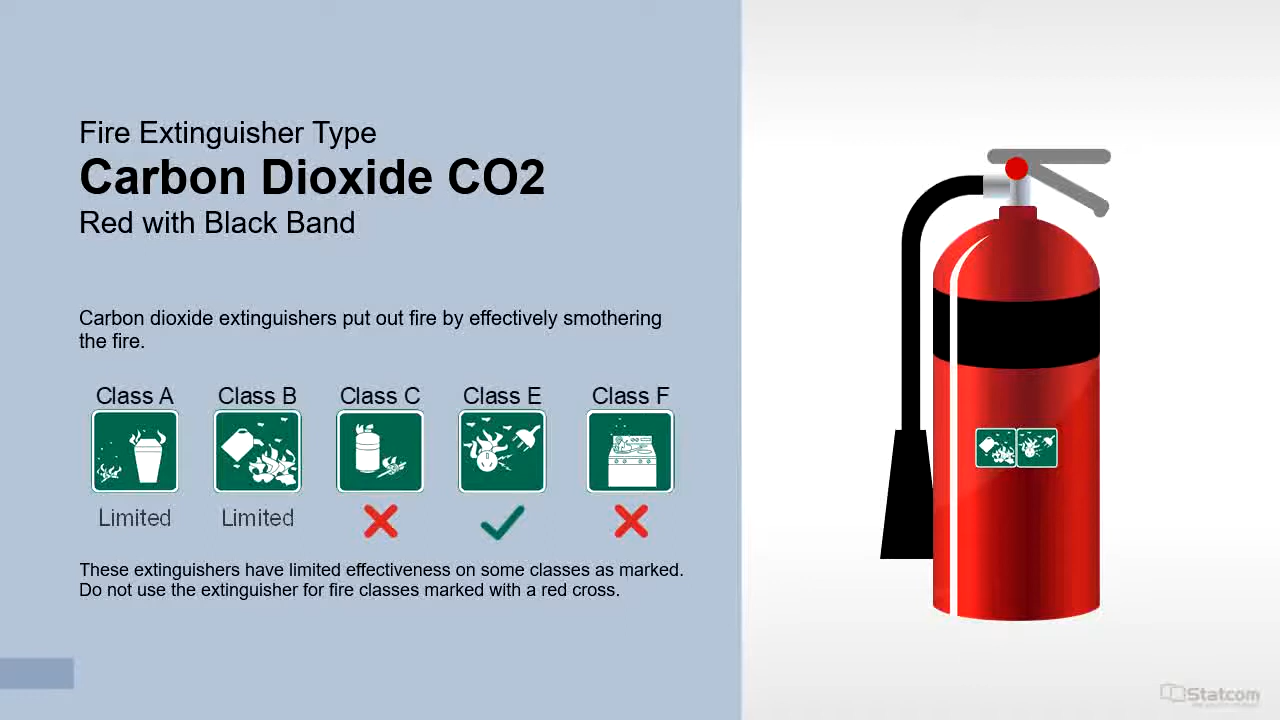 Fire Extinguisher Type
Carbon Dioxide CO2
Red with Black Band
Carbon dioxide extinguishers put out fire by effectively smothering
the fire.
Class A Class B Class C Class E Class F
Limited Limited
These extinguishers have limited effectiveness on some classes as marked.
Do not use the extinguisher for fire classes marked with a red cross.
Statcom